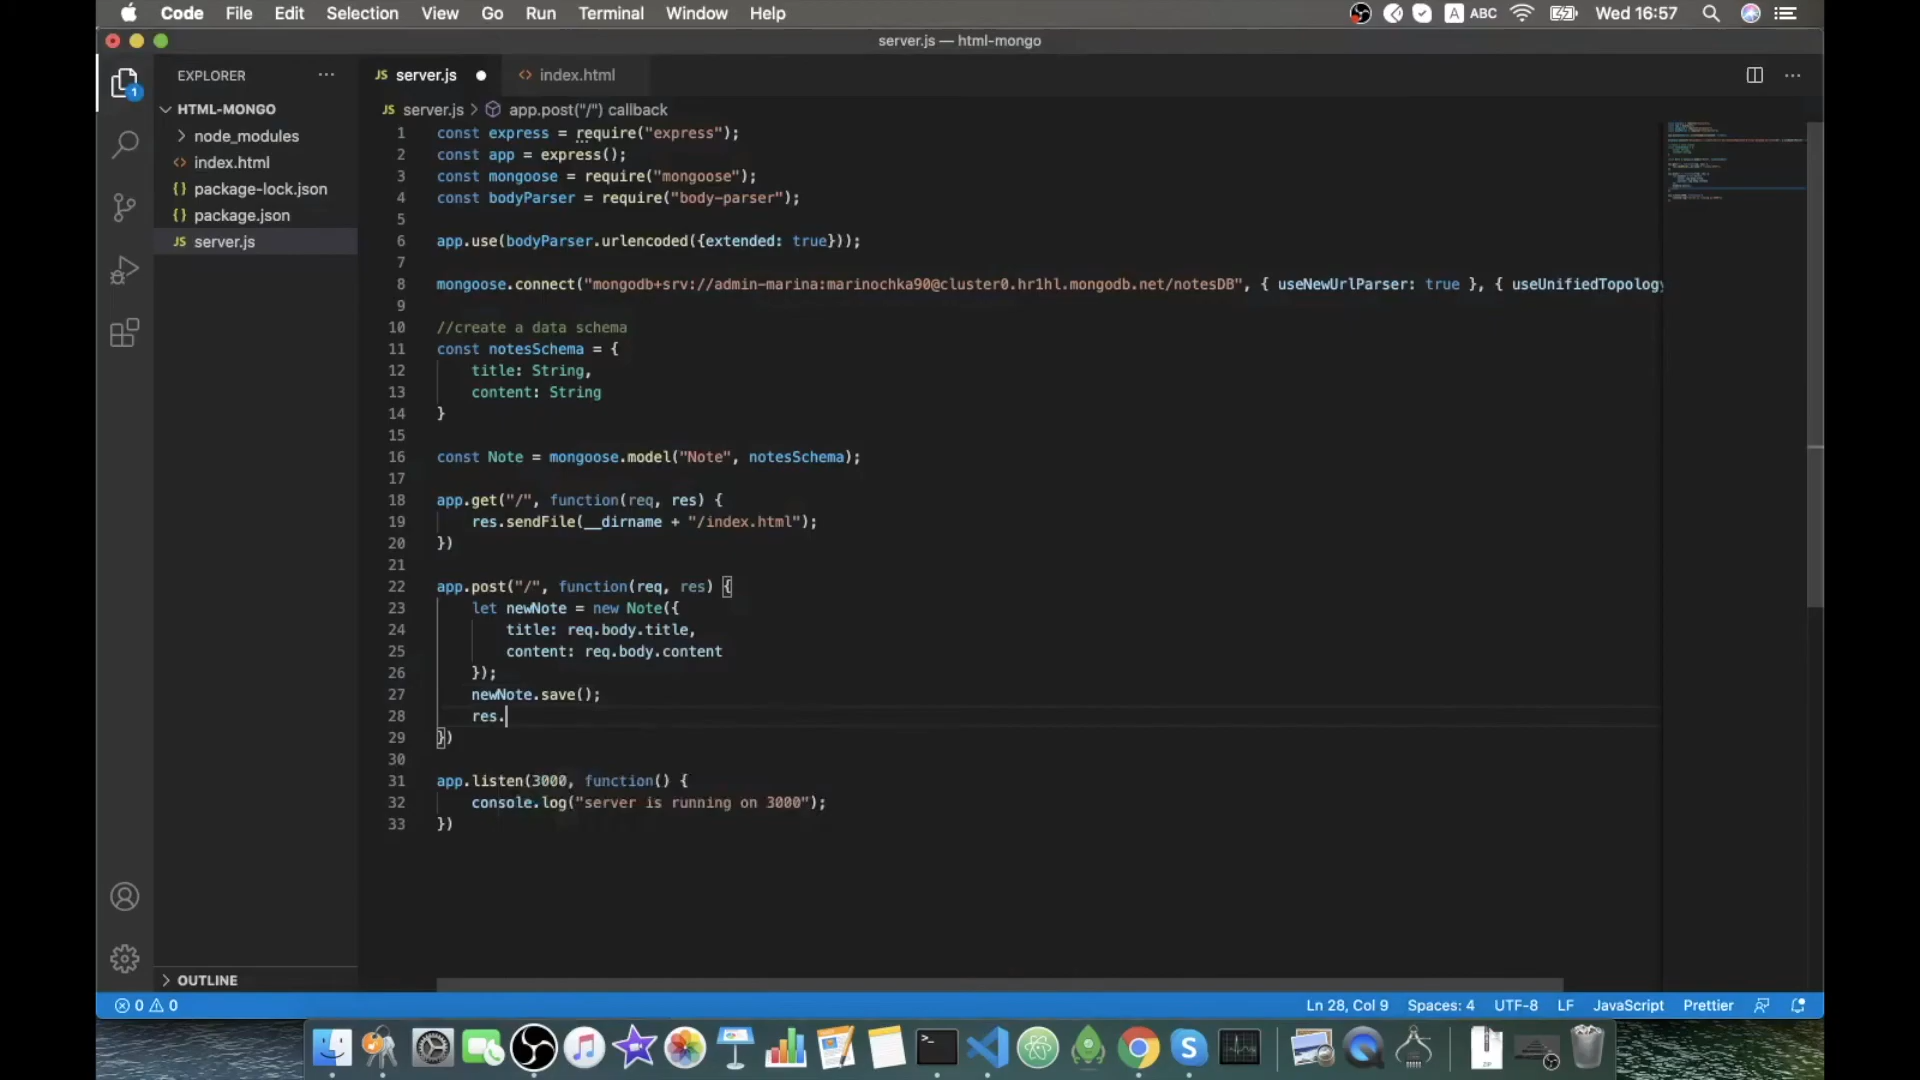 Code File Edit Selection View Go Run Terminal Window Help A ABC Wed 16:57
server.js — html-mongo
EXPLORER ··· JS server.js ● <> index.html ···
1
HTML-MONGO
node_modules
<> index.html
{} package-lock.json
{} package.json
JS server.js
OUTLINE
JS server.js > app.post("/") callback
1 const express = require("express");
2 const app = express();
3 const mongoose = require("mongoose");
4 const bodyParser = require("body-parser");
5
6 app.use(bodyParser.urlencoded({extended: true}));
7
8 mongoose.connect("mongodb+srv://admin-marina:marinochka90@cluster0.hr1hl.mongodb.net/notesDB", { useNewUrlParser: true }, { useUnifiedTopology
9
10 //create a data schema
11 const notesSchema = {
12 title: String,
13 content: String
14 }
15
16 const Note = mongoose.model("Note", notesSchema);
17
18 app.get("/", function(req, res) {
19 res.sendFile(__dirname + "/index.html");
20 })
21
22 app.post("/", function(req, res) {
23 let newNote = new Note({
24 title: req.body.title,
25 content: req.body.content
26 });
27 newNote.save();
28 res.
29 })
30
31 app.listen(3000, function() {
32 console.log("server is running on 3000");
33 })
0 0 Ln 28, Col 9 Spaces: 4 UTF-8 LF JavaScript Prettier